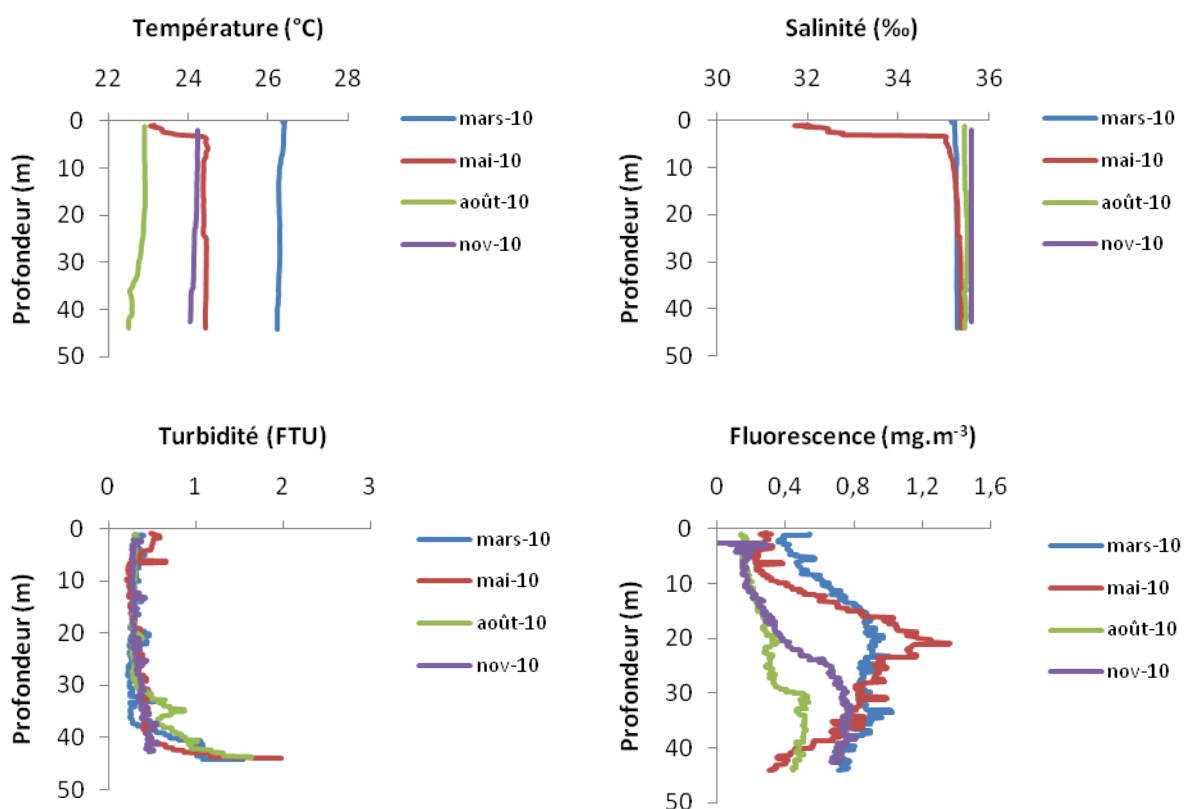 Température (°C)
22 24 26 28
0
10
20
30
40
50
Profondeur (m)
mars-10
mai-10
août-10
nov-10
Salinité (‰)
30 32 34 36
0
10
20
30
40
50
Profondeur (m)
mars-10
mai-10
août-10
nov-10
Turbidité (FTU)
0 1 2 3
0
10
20
30
40
50
Profondeur (m)
mars-10
mai-10
août-10
nov-10
Fluorescence (mg.m⁻³)
0 0,4 0,8 1,2 1,6
0
10
20
30
40
50
Profondeur (m)
mars-10
mai-10
août-10
nov-10